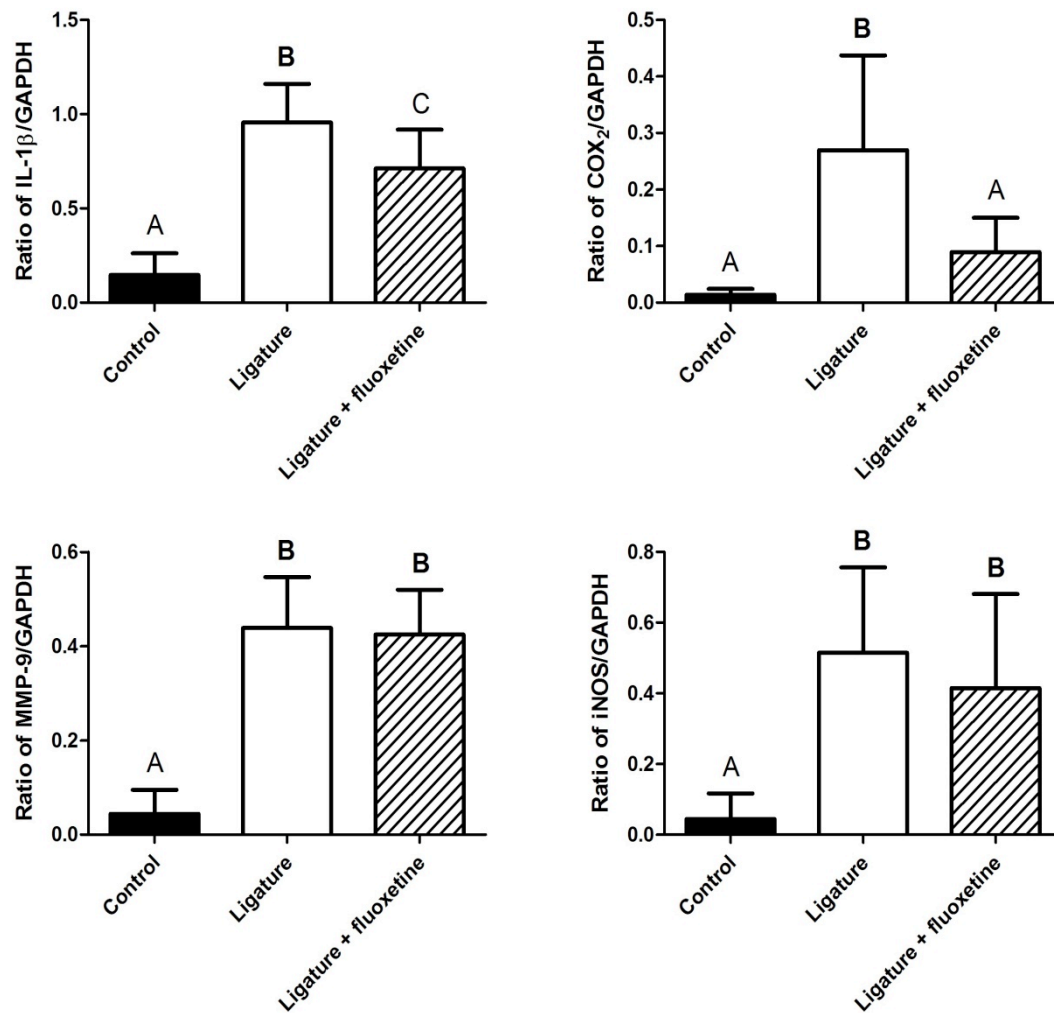 Ratio of IL-1β/GAPDH
1.5
1.0
0.5
0.0
A
B
C
Control
Ligature
Ligature + fluoxetine
Ratio of COX₂/GAPDH
0.5
0.4
0.3
0.2
0.1
0.0
A
B
A
Control
Ligature
Ligature + fluoxetine
Ratio of MMP-9/GAPDH
0.6
0.4
0.2
0.0
A
B
B
Control
Ligature
Ligature + fluoxetine
Ratio of iNOS/GAPDH
0.8
0.6
0.4
0.2
0.0
A
B
B
Control
Ligature
Ligature + fluoxetine